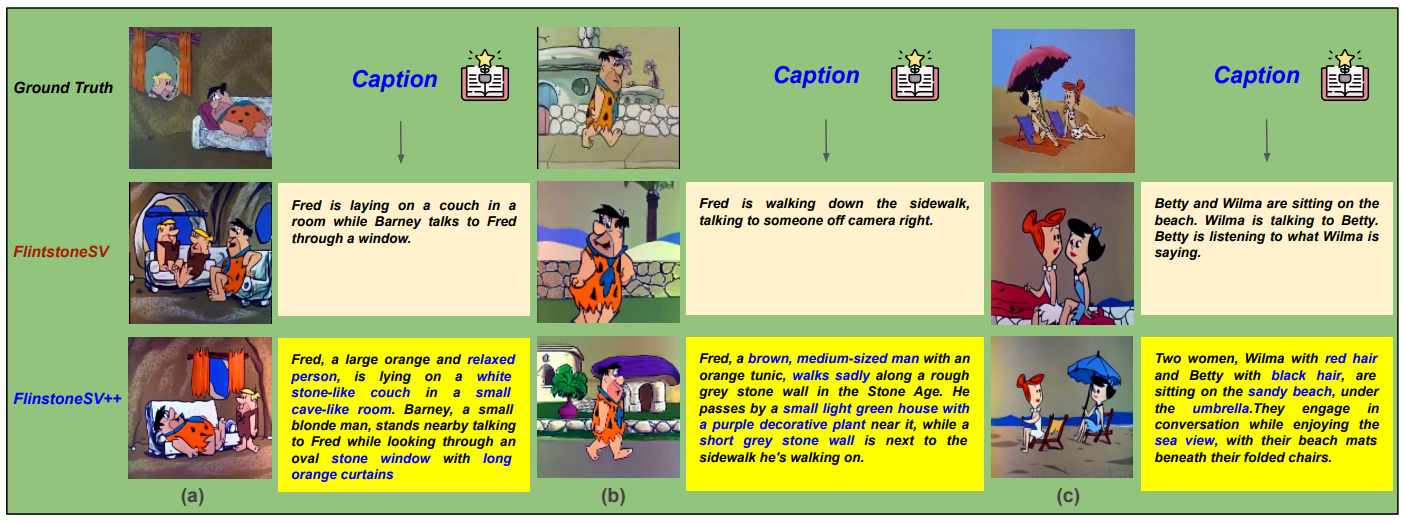 Ground Truth
Caption
Caption
Caption
FlintstoneSV
Fred is laying on a couch in a
room while Barney talks to Fred
through a window.
Fred is walking down the sidewalk,
talking to someone off camera right.
Betty and Wilma are sitting on the
beach. Wilma is talking to Betty.
Betty is listening to what Wilma is
saying.
FlinstoneSV++
Fred, a large orange and relaxed
person, is lying on a white
stone-like couch in a small
cave-like room. Barney, a small
blonde man, stands nearby talking
to Fred while looking through an
oval stone window with long
orange curtains
Fred, a brown, medium-sized man with an
orange tunic, walks sadly along a rough
grey stone wall in the Stone Age. He
passes by a small light green house with
a purple decorative plant near it, while a
short grey stone wall is next to the
sidewalk he's walking on.
Two women, Wilma with red hair
and Betty with black hair, are
sitting on the sandy beach, under
the umbrella.They engage in
conversation while enjoying the
sea view, with their beach mats
beneath their folded chairs.
(a)
(b)
(c)